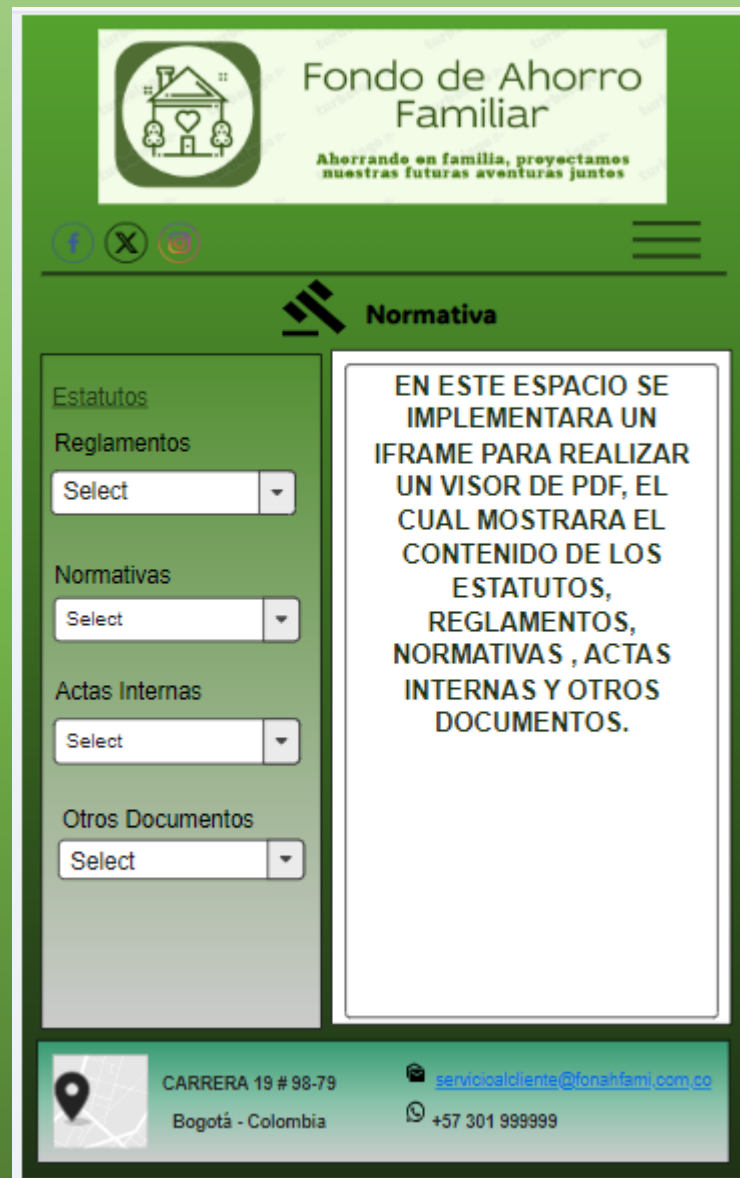 Fondo de Ahorro
Familiar
Ahorrando en familia, proyectamos
nuestras futuras aventuras juntos
Normativa
Estatutos
Reglamentos
Select
Normativas
Select
Actas Internas
Select
Otros Documentos
Select
EN ESTE ESPACIO SE
IMPLEMENTARA UN
IFRAME PARA REALIZAR
UN VISOR DE PDF, EL
CUAL MOSTRARA EL
CONTENIDO DE LOS
ESTATUTOS,
REGLAMENTOS,
NORMATIVAS , ACTAS
INTERNAS Y OTROS
DOCUMENTOS.
CARRERA 19 # 98-79
Bogotá - Colombia
servicioalcliente@fonahfami,com,co
+57 301 999999